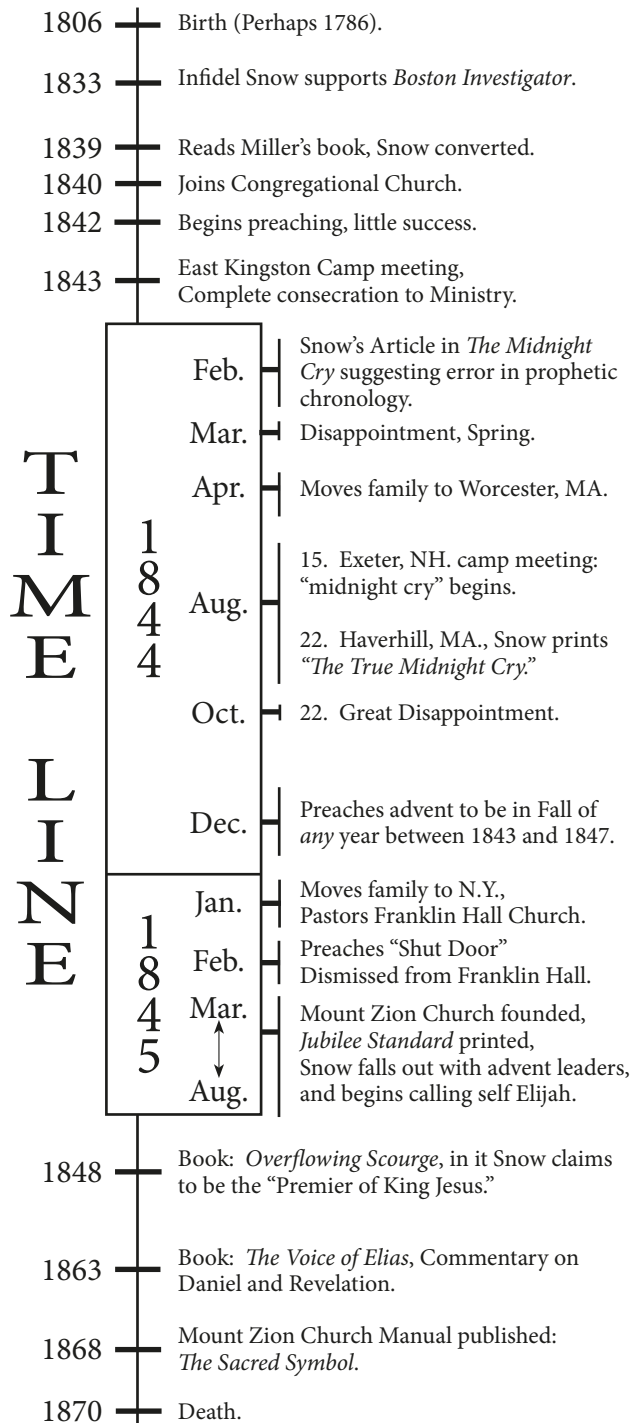 1806 Birth (Perhaps 1786).
1833 Infidel Snow supports Boston Investigator.
1839 Reads Miller's book, Snow converted.
1840 Joins Congregational Church.
1842 Begins preaching, little success.
1843 East Kingston Camp meeting,
Complete consecration to Ministry.
TIME LINE
1844
Feb. Snow's Article in The Midnight
Cry suggesting error in prophetic
chronology.
Mar. Disappointment, Spring.
Apr. Moves family to Worcester, MA.
Aug. 15. Exeter, NH. camp meeting:
“midnight cry” begins.
22. Haverhill, MA., Snow prints
“The True Midnight Cry.”
Oct. 22. Great Disappointment.
Dec. Preaches advent to be in Fall of
any year between 1843 and 1847.
1845
Jan. Moves family to N.Y.,
Pastors Franklin Hall Church.
Feb. Preaches “Shut Door”
Dismissed from Franklin Hall.
Mar. Mount Zion Church founded,
Jubilee Standard printed,
Snow falls out with advent leaders,
Aug. and begins calling self Elijah.
1848 Book: Overflowing Scourge, in it Snow claims
to be the “Premier of King Jesus.”
1863 Book: The Voice of Elias, Commentary on
Daniel and Revelation.
1868 Mount Zion Church Manual published:
The Sacred Symbol.
1870 Death.